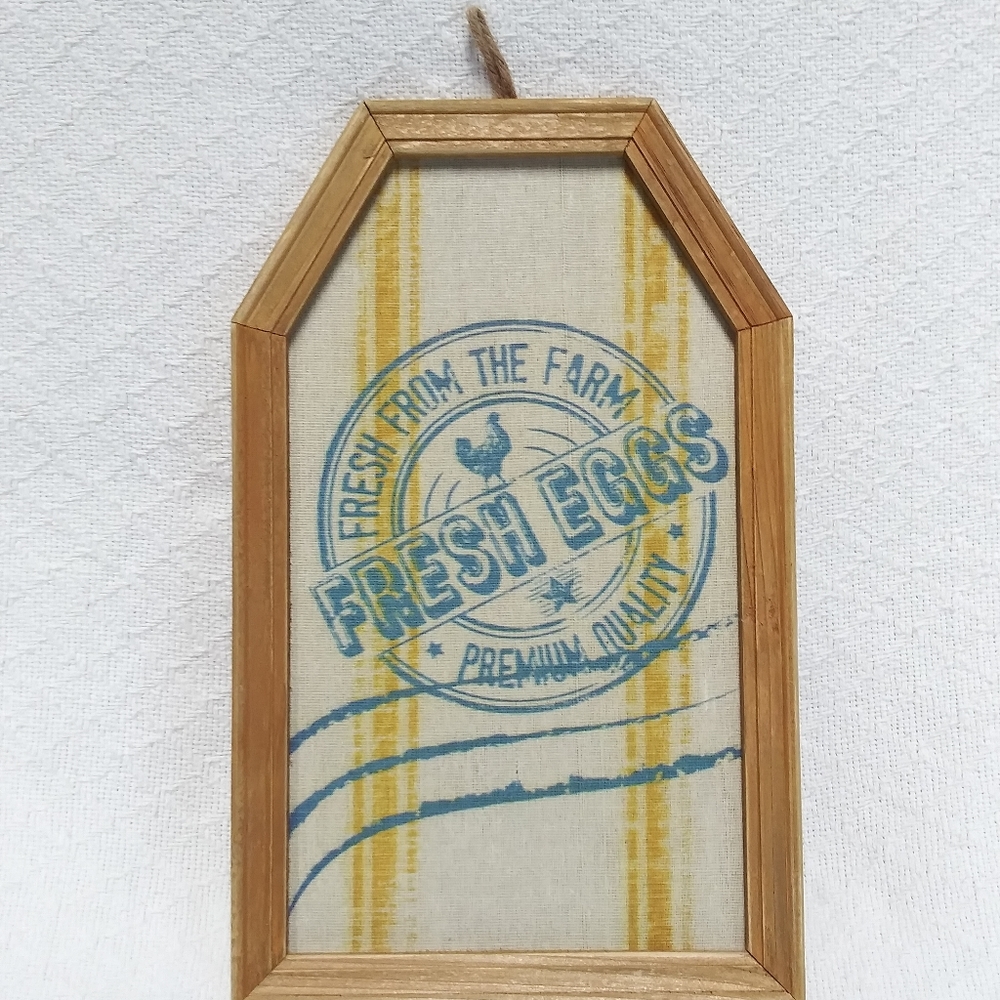 FRESH FROM THE FARM
FRESH EGGS
PREMIUM QUALITY